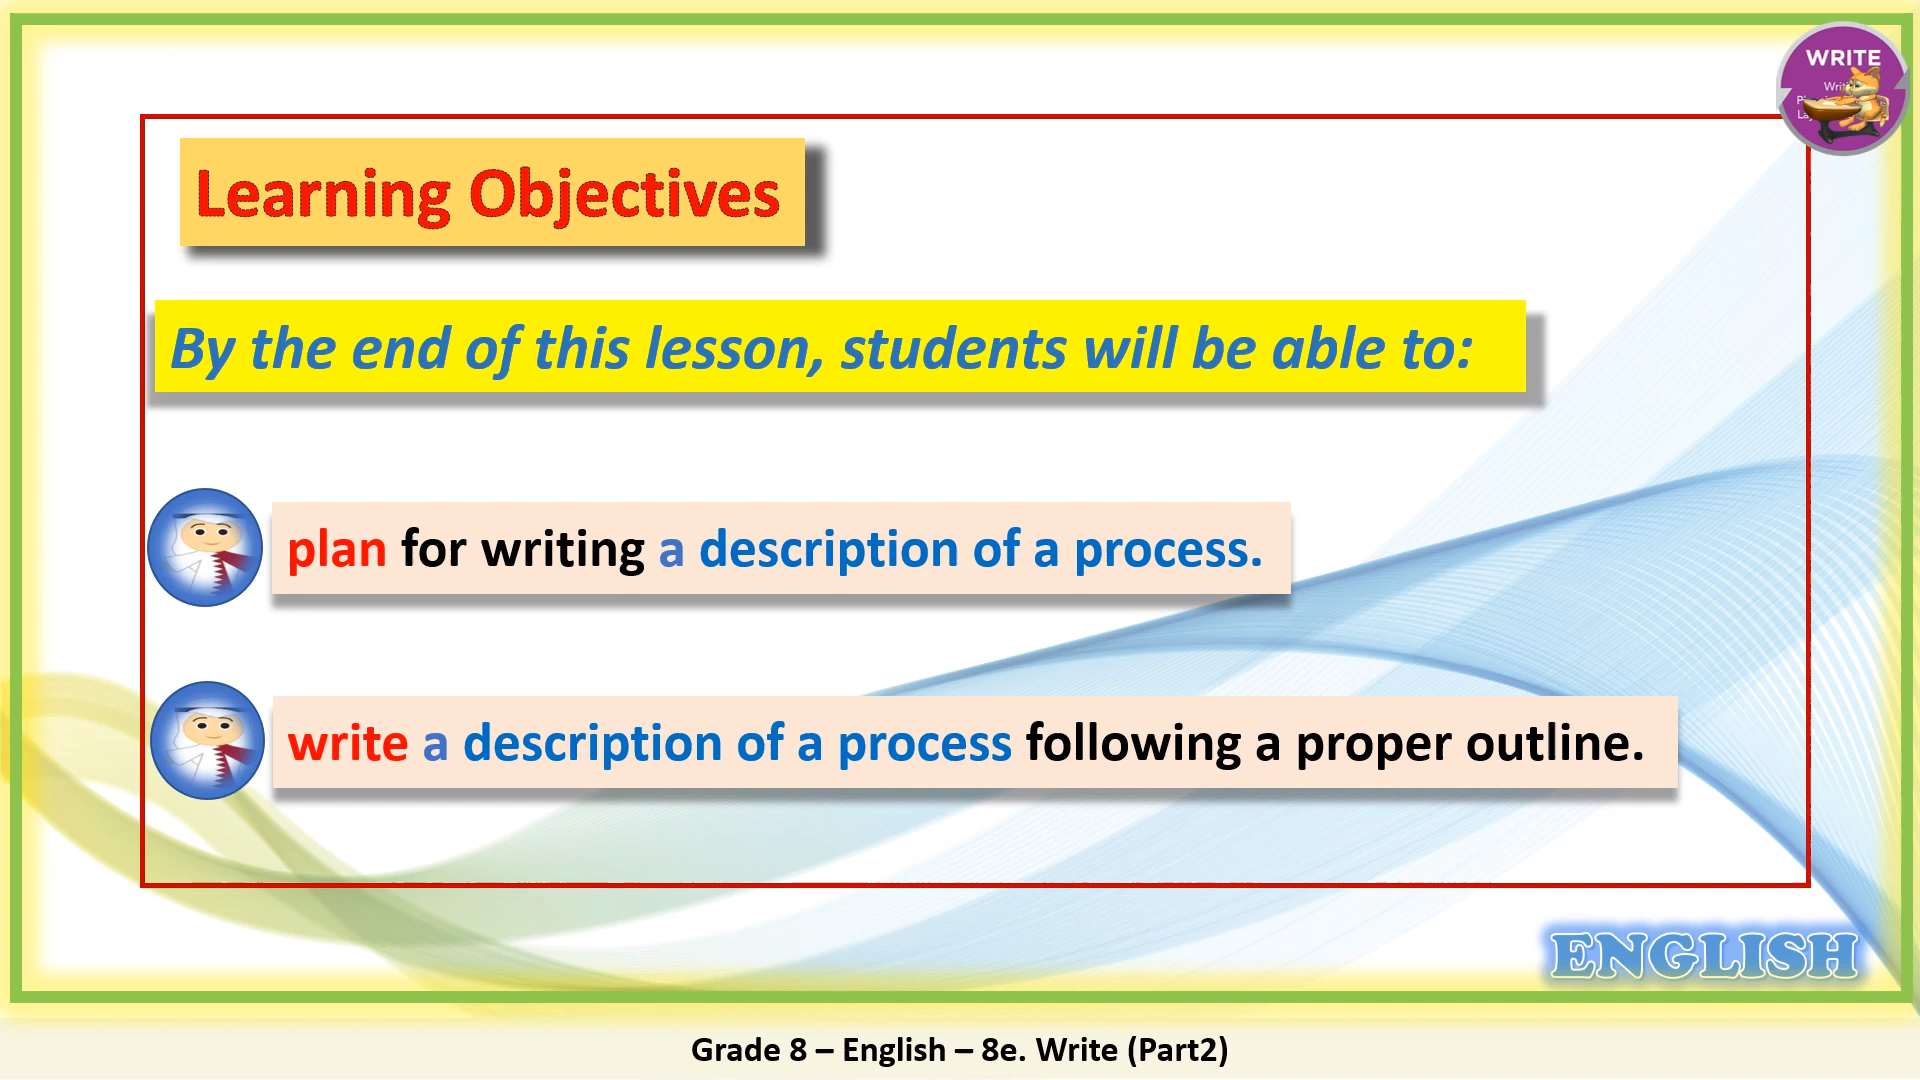 WRITE
Learning Objectives
By the end of this lesson, students will be able to:
plan for writing a description of a process.
write a description of a process following a proper outline.
ENGLISH
Grade 8 – English – 8e. Write (Part2)